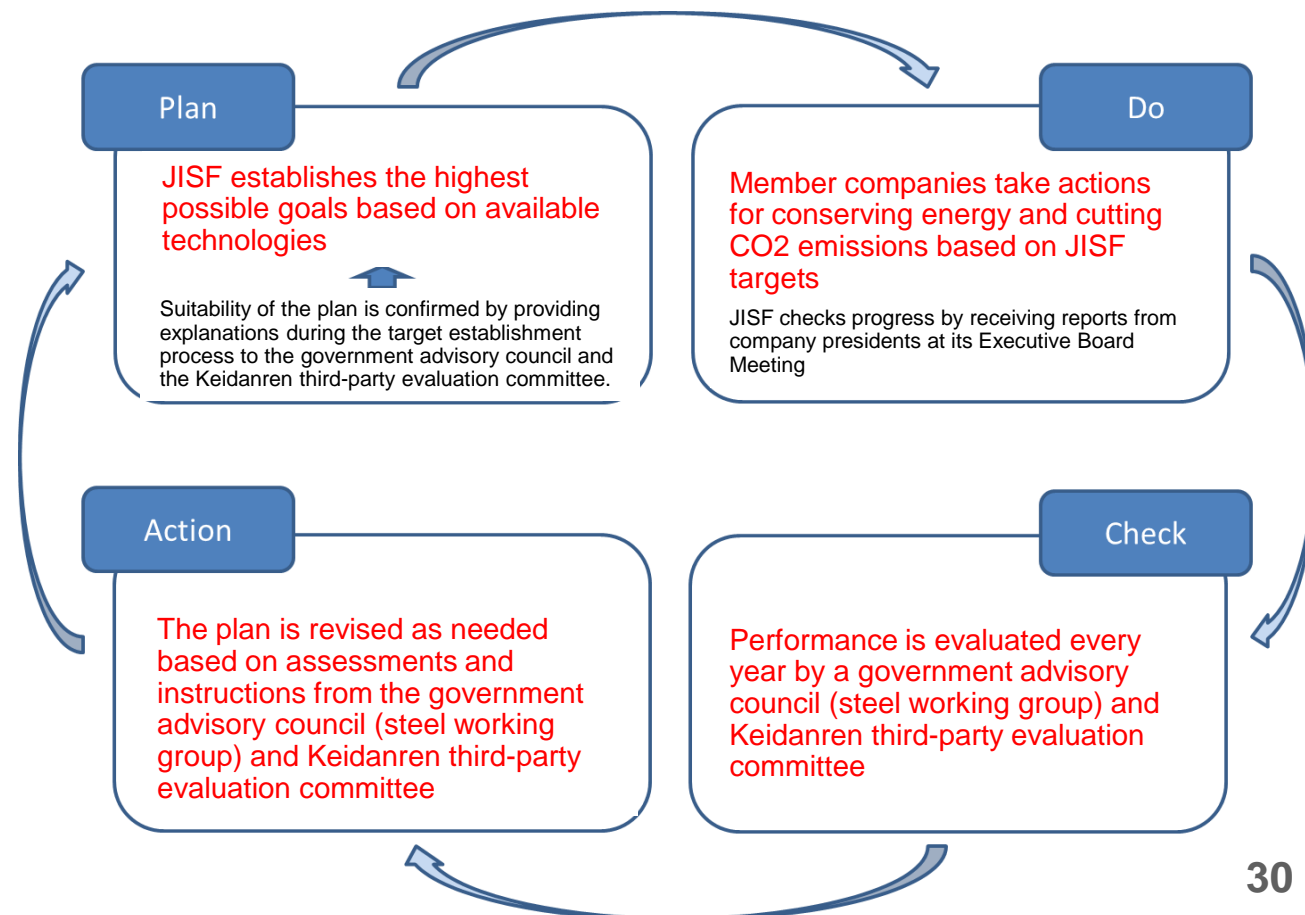 Plan
JISF establishes the highest
possible goals based on available
technologies
Suitability of the plan is confirmed by providing
explanations during the target establishment
process to the government advisory council and
the Keidanren third-party evaluation committee.
Do
Member companies take actions
for conserving energy and cutting
CO2 emissions based on JISF
targets
JISF checks progress by receiving reports from
company presidents at its Executive Board
Meeting
Action
The plan is revised as needed
based on assessments and
instructions from the government
advisory council (steel working
group) and Keidanren third-party
evaluation committee
Check
Performance is evaluated every
year by a government advisory
council (steel working group) and
Keidanren third-party evaluation
committee
30